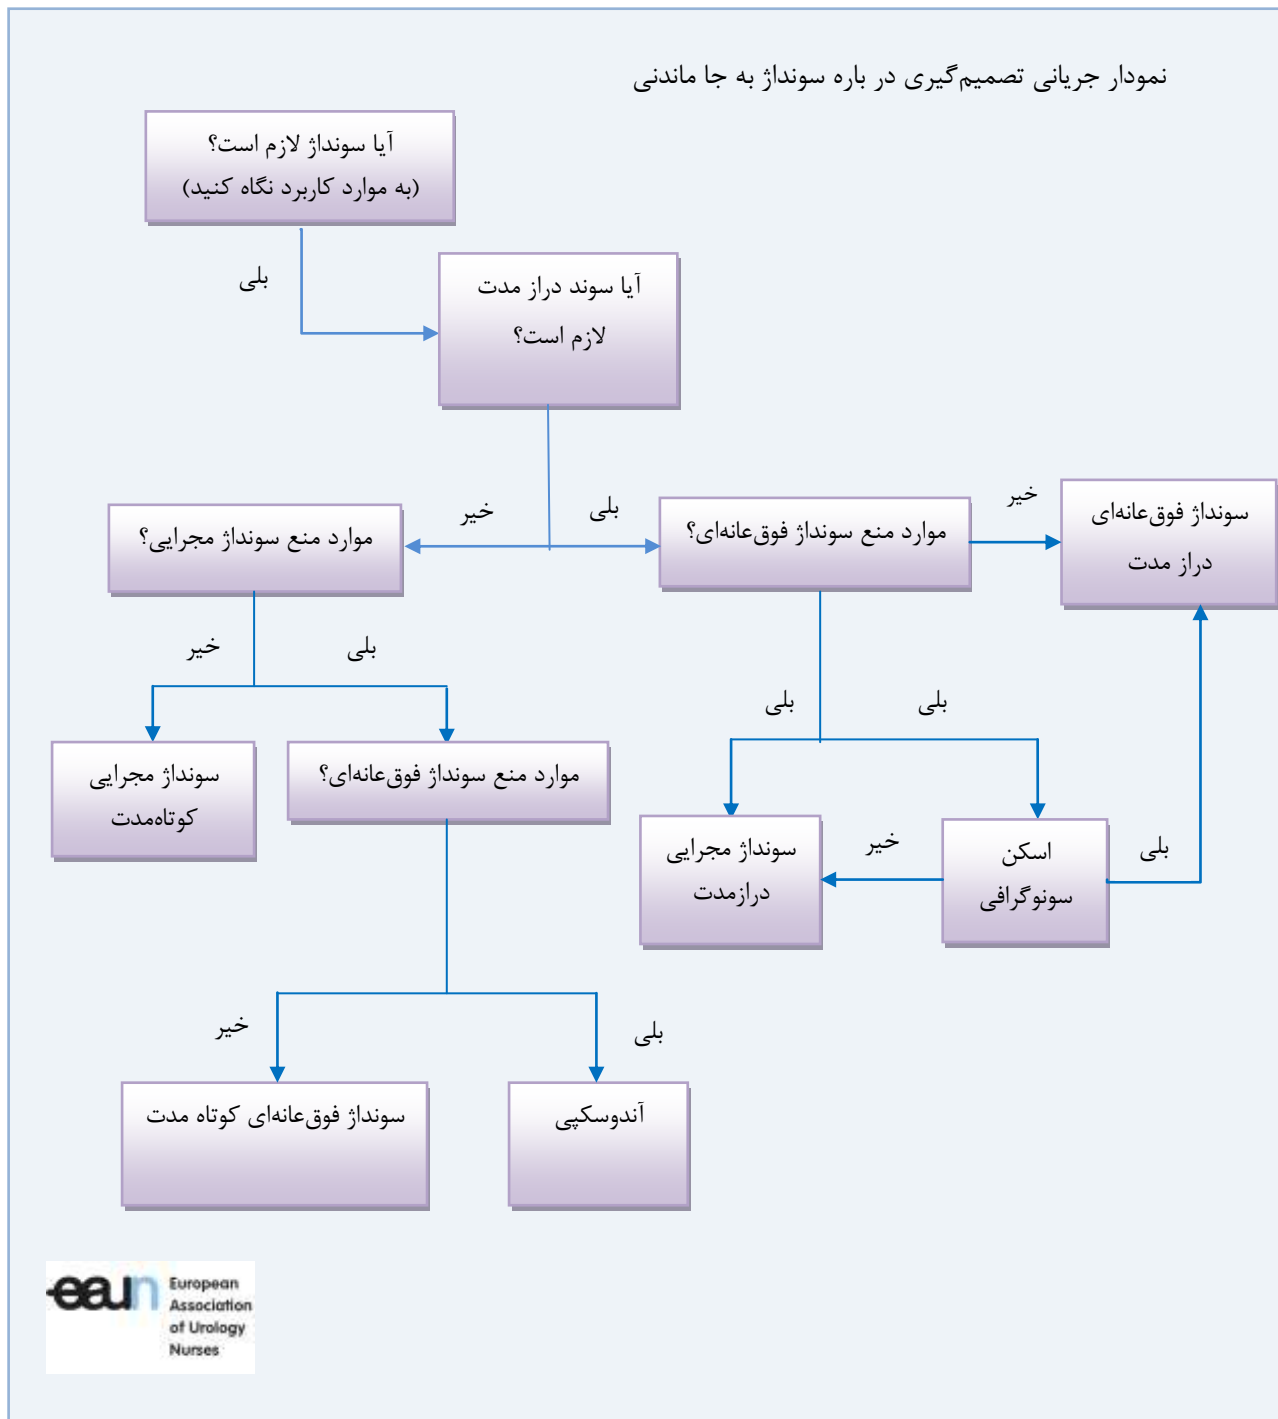 نمودار جریانی تصمیم‌گیری در باره سونداژ به جا ماندنی
آیا سونداژ لازم است؟
(به موارد کاربرد نگاه کنید)
بلی
آیا سوند دراز مدت
لازم است؟
خیر
بلی
موارد منع سونداژ فوق‌عانه‌ای؟
خیر
سونداژ فوق‌عانه‌ای
دراز مدت
موارد منع سونداژ مجرایی؟
خیر
بلی
بلی
بلی
سونداژ مجرایی
کوتاه‌مدت
موارد منع سونداژ فوق‌عانه‌ای؟
سونداژ مجرایی
درازمدت
خیر
اسکن
سونوگرافی
بلی
خیر
بلی
سونداژ فوق‌عانه‌ای کوتاه مدت
آندوسکپی
eaun
European
Association
of Urology
Nurses